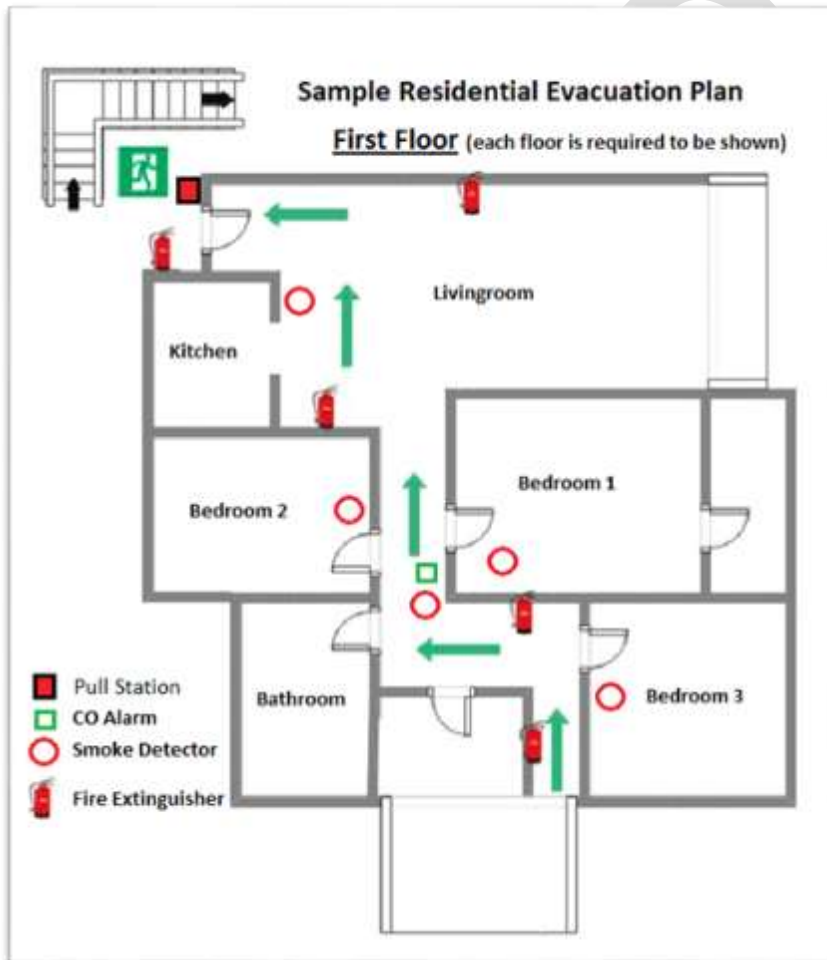 Sample Residential Evacuation Plan
First Floor (each floor is required to be shown)
Livingroom
Kitchen
Bedroom 1
Bedroom 2
Bathroom
Bedroom 3
Pull Station
CO Alarm
Smoke Detector
Fire Extinguisher